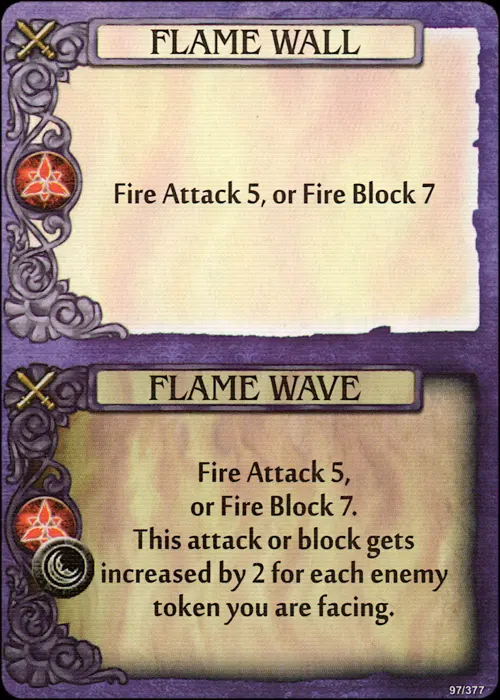 FLAME WALL
Fire Attack 5, or Fire Block 7
FLAME WAVE
Fire Attack 5,
or Fire Block 7.
This attack or block gets
increased by 2 for each enemy
token you are facing.
97/377